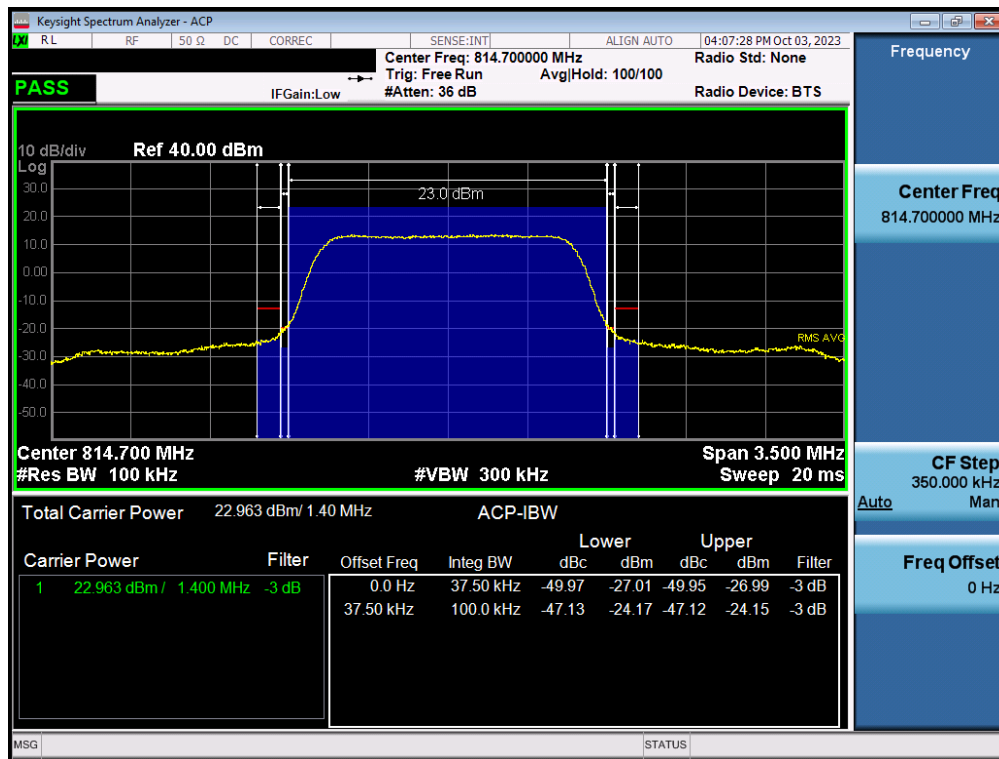 Keysight Spectrum Analyzer - ACP
LXI RL RF 50 Ω DC CORREC SENSE:INT ALIGN AUTO 04:07:28 PM Oct 03, 2023
Center Freq: 814.700000 MHz Radio Std: None
Trig: Free Run Avg|Hold: 100/100
PASS IFGain:Low #Atten: 36 dB Radio Device: BTS
10 dB/div Ref 40.00 dBm
Log
30.0 23.0 dBm
20.0
10.0
0.00
-10.0
-20.0
RMS AVG
-30.0
-40.0
-50.0
Center 814.700 MHz Span 3.500 MHz
#Res BW 100 kHz #VBW 300 kHz Sweep 20 ms
Total Carrier Power 22.963 dBm/ 1.40 MHz ACP-IBW
Lower Upper
Carrier Power Filter Offset Freq Integ BW dBc dBm dBc dBm Filter
1 22.963 dBm / 1.400 MHz -3 dB 0.0 Hz 37.50 kHz -49.97 -27.01 -49.95 -26.99 -3 dB
37.50 kHz 100.0 kHz -47.13 -24.17 -47.12 -24.15 -3 dB
MSG STATUS
Frequency
Center Freq
814.700000 MHz
CF Step
350.000 kHz
Auto Man
Freq Offset
0 Hz